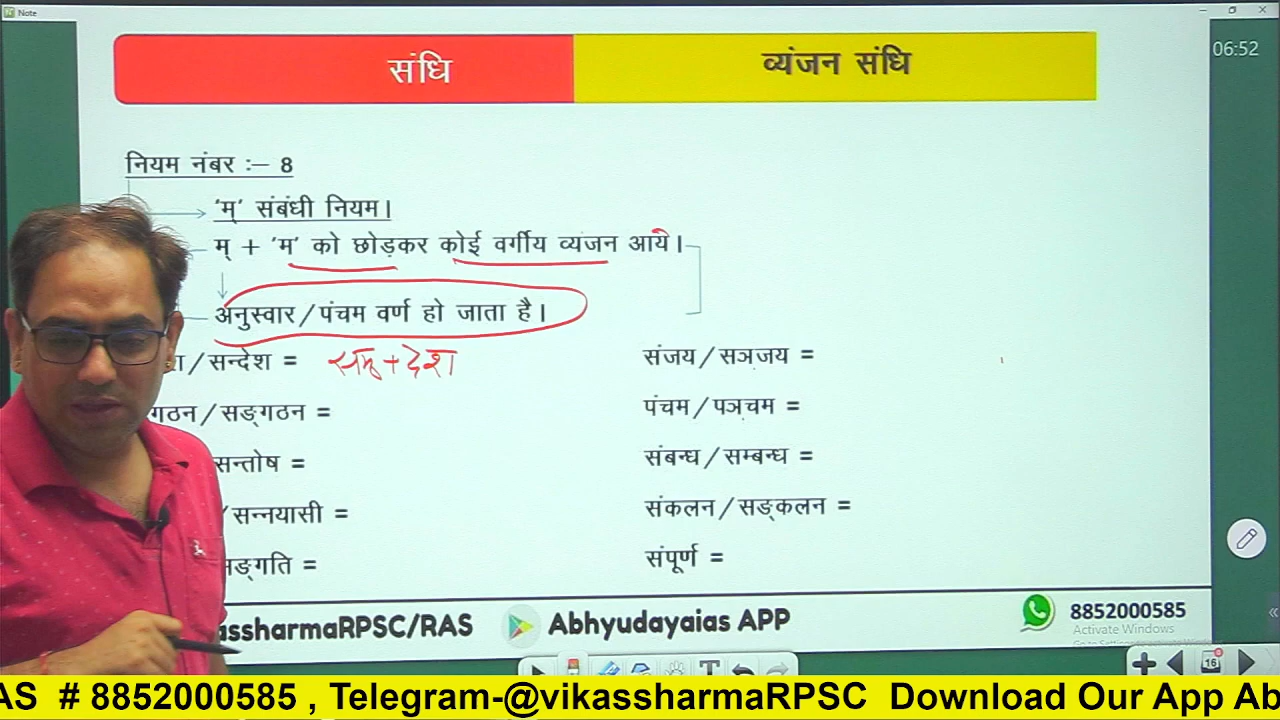 Note
06:52
संधि
व्यंजन संधि
नियम नंबर :– 8
'म्' संबंधी नियम।
म् + 'म' को छोड़कर कोई वर्गीय व्यंजन आये।
अनुस्वार/पंचम वर्ण हो जाता है।
/सन्देश = सम्+देश
संजय/सञ्जय =
गठन/सङ्गठन =
पंचम/पञ्चम =
सन्तोष =
संबन्ध/सम्बन्ध =
/सन्नयासी =
संकलन/सङ्कलन =
ङ्गति =
संपूर्ण =
assharmaRPSC/RAS
Abhyudayaias APP
8852000585
Activate Windows
16
AS # 8852000585 , Telegram-@vikassharmaRPSC Download Our App Ab